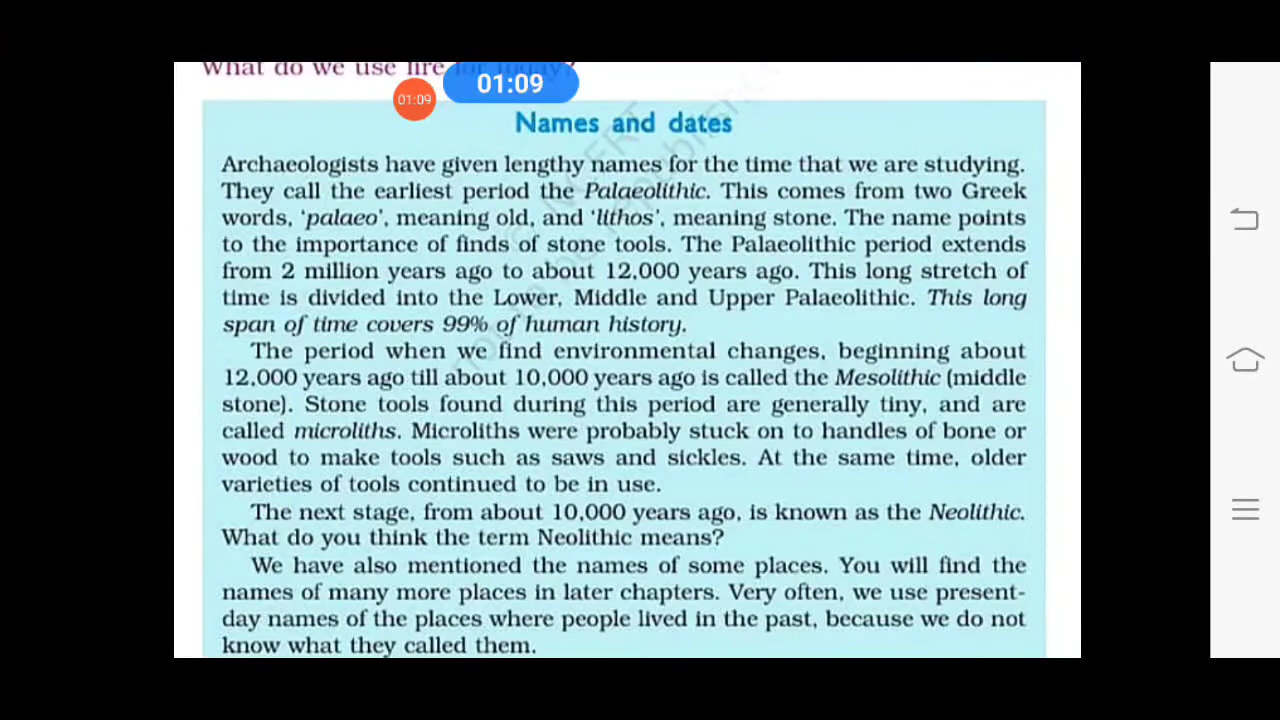 What do we use fire for today?
01:09
01:09
Names and dates
Archaeologists have given lengthy names for the time that we are studying.
They call the earliest period the Palaeolithic. This comes from two Greek
words, ‘palaeo’, meaning old, and ‘lithos’, meaning stone. The name points
to the importance of finds of stone tools. The Palaeolithic period extends
from 2 million years ago to about 12,000 years ago. This long stretch of
time is divided into the Lower, Middle and Upper Palaeolithic. This long
span of time covers 99% of human history.
The period when we find environmental changes, beginning about
12,000 years ago till about 10,000 years ago is called the Mesolithic (middle
stone). Stone tools found during this period are generally tiny, and are
called microliths. Microliths were probably stuck on to handles of bone or
wood to make tools such as saws and sickles. At the same time, older
varieties of tools continued to be in use.
The next stage, from about 10,000 years ago, is known as the Neolithic.
What do you think the term Neolithic means?
We have also mentioned the names of some places. You will find the
names of many more places in later chapters. Very often, we use present-
day names of the places where people lived in the past, because we do not
know what they called them.